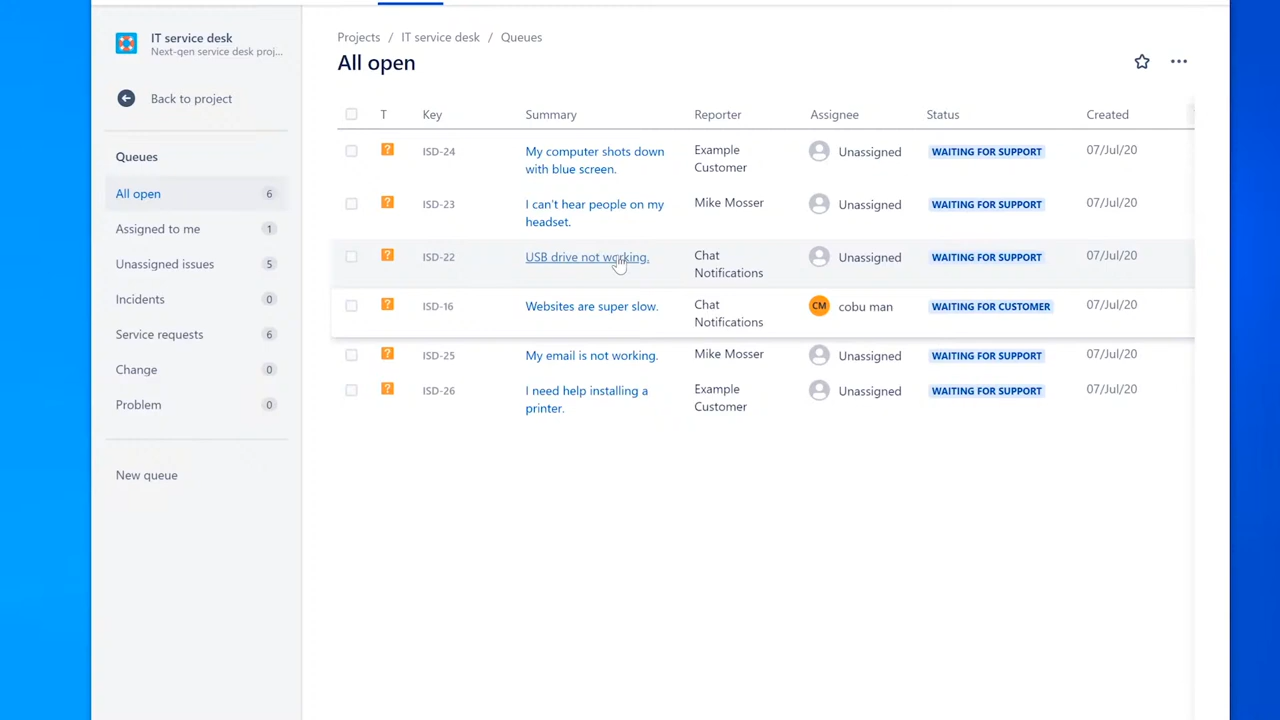 IT service desk
Next-gen service desk proj...
Back to project
Queues
All open 6
Assigned to me 1
Unassigned issues 5
Incidents 0
Service requests 6
Change 0
Problem 0
New queue
Projects / IT service desk / Queues
All open
T Key Summary Reporter Assignee Status Created
ISD-24 My computer shots down with blue screen. Example Customer Unassigned WAITING FOR SUPPORT 07/Jul/20
ISD-23 I can't hear people on my headset. Mike Mosser Unassigned WAITING FOR SUPPORT 07/Jul/20
ISD-22 USB drive not working. Chat Notifications Unassigned WAITING FOR SUPPORT 07/Jul/20
ISD-16 Websites are super slow. Chat Notifications CM cobu man WAITING FOR CUSTOMER 07/Jul/20
ISD-25 My email is not working. Mike Mosser Unassigned WAITING FOR SUPPORT 07/Jul/20
ISD-26 I need help installing a printer. Example Customer Unassigned WAITING FOR SUPPORT 07/Jul/20